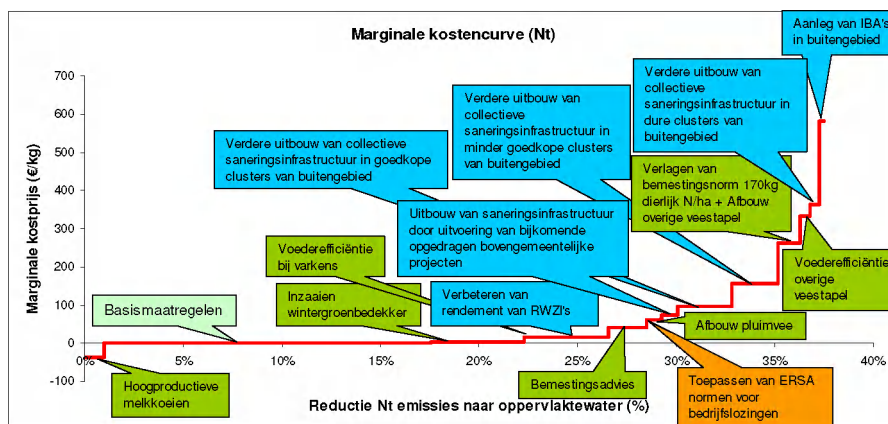 Marginale kostencurve (Nt)
Aanleg van IBA's
in buitengebied
Marginale kostprijs (€/kg)
700
600
500
400
300
200
100
0
-100
Verdere uitbouw van collectieve
saneringsinfrastructuur in goedkope
clusters van buitengebied
Verdere uitbouw van
collectieve
saneringsinfrastructuur in
minder goedkope clusters
van buitengebied
Verdere uitbouw van
collectieve
saneringsinfrastructuur in
dure clusters van
buitengebied
Verlagen van
bemestingsnorm 170kg
dierlijk N/ha + Afbouw
overige veestapel
Uitbouw van saneringsinfrastructuur
door uitvoering van bijkomende
opgedragen bovengemeentelijke
projecten
Voederefficiëntie
bij varkens
Voederefficiëntie
overige
veestapel
Basismaatregelen
Inzaaien
wintergroenbedekker
Verbeteren van
rendement van RWZI's
Afbouw pluimvee
0%
5%
10%
15%
20%
25%
30%
35%
40%
Hoogproductieve
melkkoeien
Bemestingsadvies
Toepassen van ERSA
normen voor
bedrijfslozingen
Reductie Nt emissies naar oppervlaktewater (%)